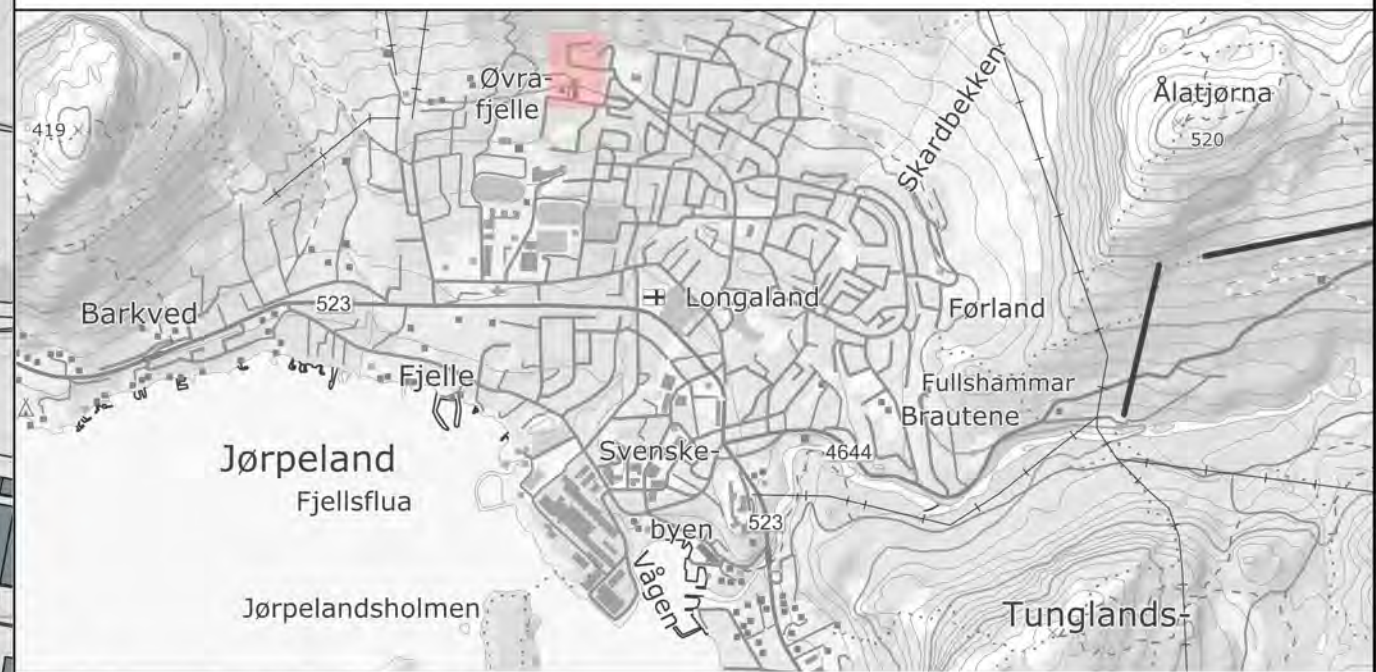 Øvra-
fjelle
Skardbekken
Ålatjørna
520
419
Barkved
523
Longaland
Førland
Fjelle
Fullshammar
Brautene
Jørpeland
Fjellsflua
Svenske-
byen
4644
523
Vågen
Jørpelandsholmen
Tunglands-